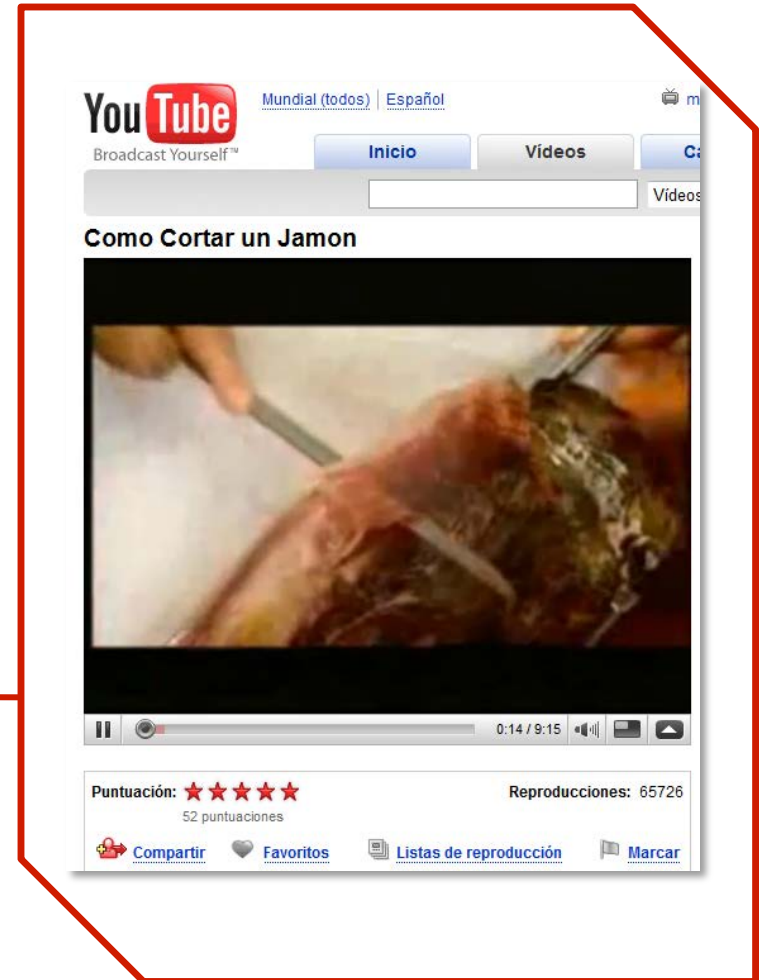 You Tube
Broadcast Yourself™
Mundial (todos) | Español
Inicio
Vídeos
Vídeos
Como Cortar un Jamon
0:14 / 9:15
Puntuación:
Reproducciones: 65726
52 puntuaciones
Compartir
Favoritos
Listas de reproducción
Marcar